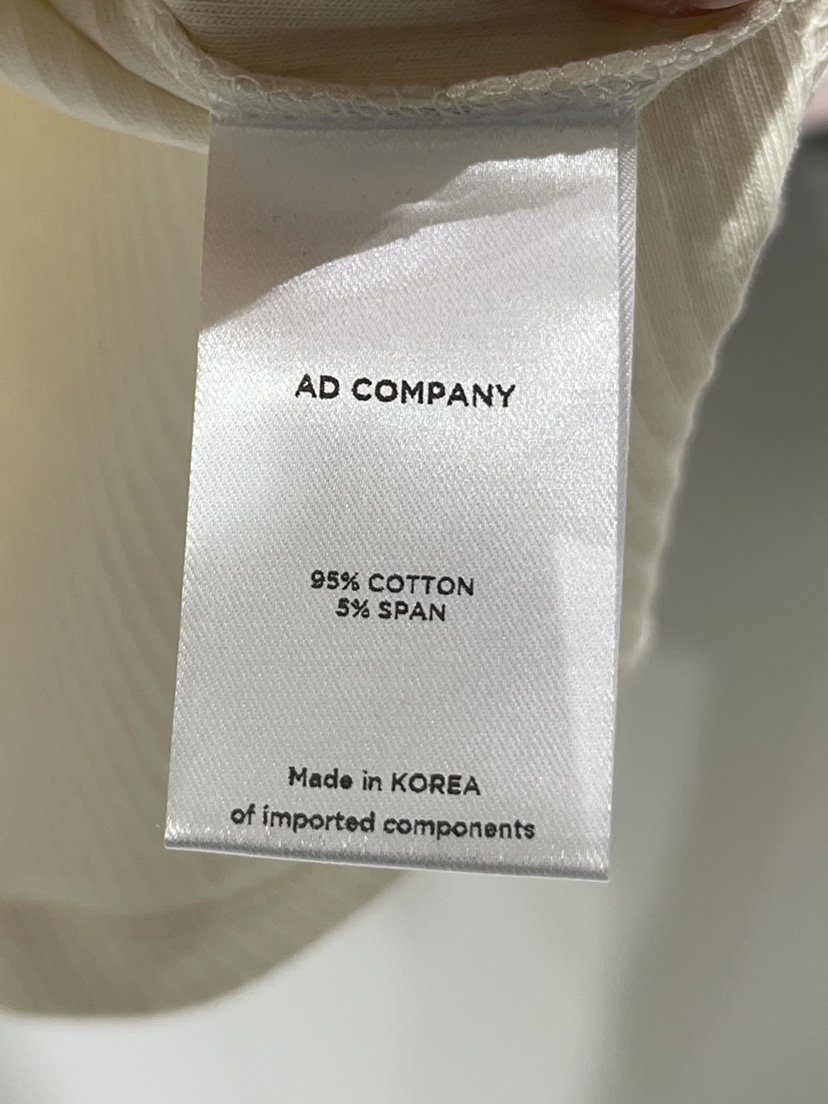 AD COMPANY
95% COTTON
5% SPAN
Made in KOREA
of imported components